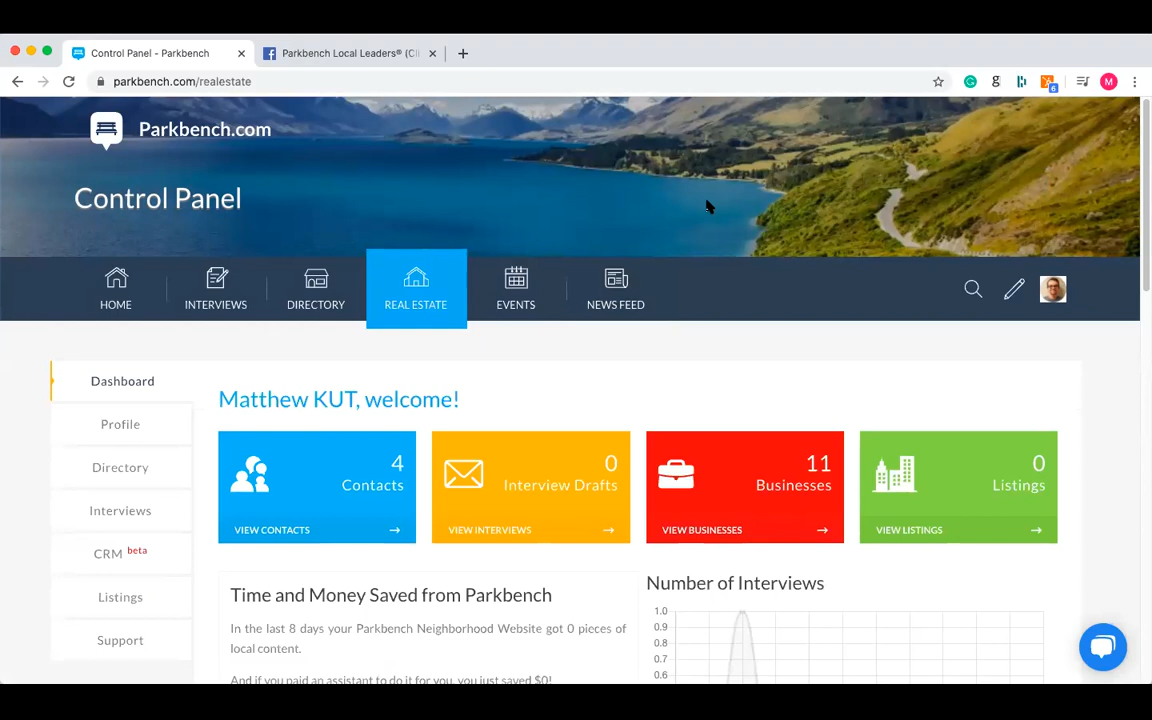 Control Panel - Parkbench
Parkbench Local Leaders® (Cli
parkbench.com/realestate
6
M
Parkbench.com
Control Panel
HOME
INTERVIEWS
DIRECTORY
REAL ESTATE
EVENTS
NEWS FEED
Dashboard
Profile
Directory
Interviews
CRM beta
Listings
Support
Matthew KUT, welcome!
4
Contacts
VIEW CONTACTS
0
Interview Drafts
VIEW INTERVIEWS
11
Businesses
VIEW BUSINESSES
0
Listings
VIEW LISTINGS
Time and Money Saved from Parkbench
In the last 8 days your Parkbench Neighborhood Website got 0 pieces of
local content.
And if you paid an assistant to do it for you, you just saved $0!
Number of Interviews
1.0
0.9
0.8
0.7
0.6